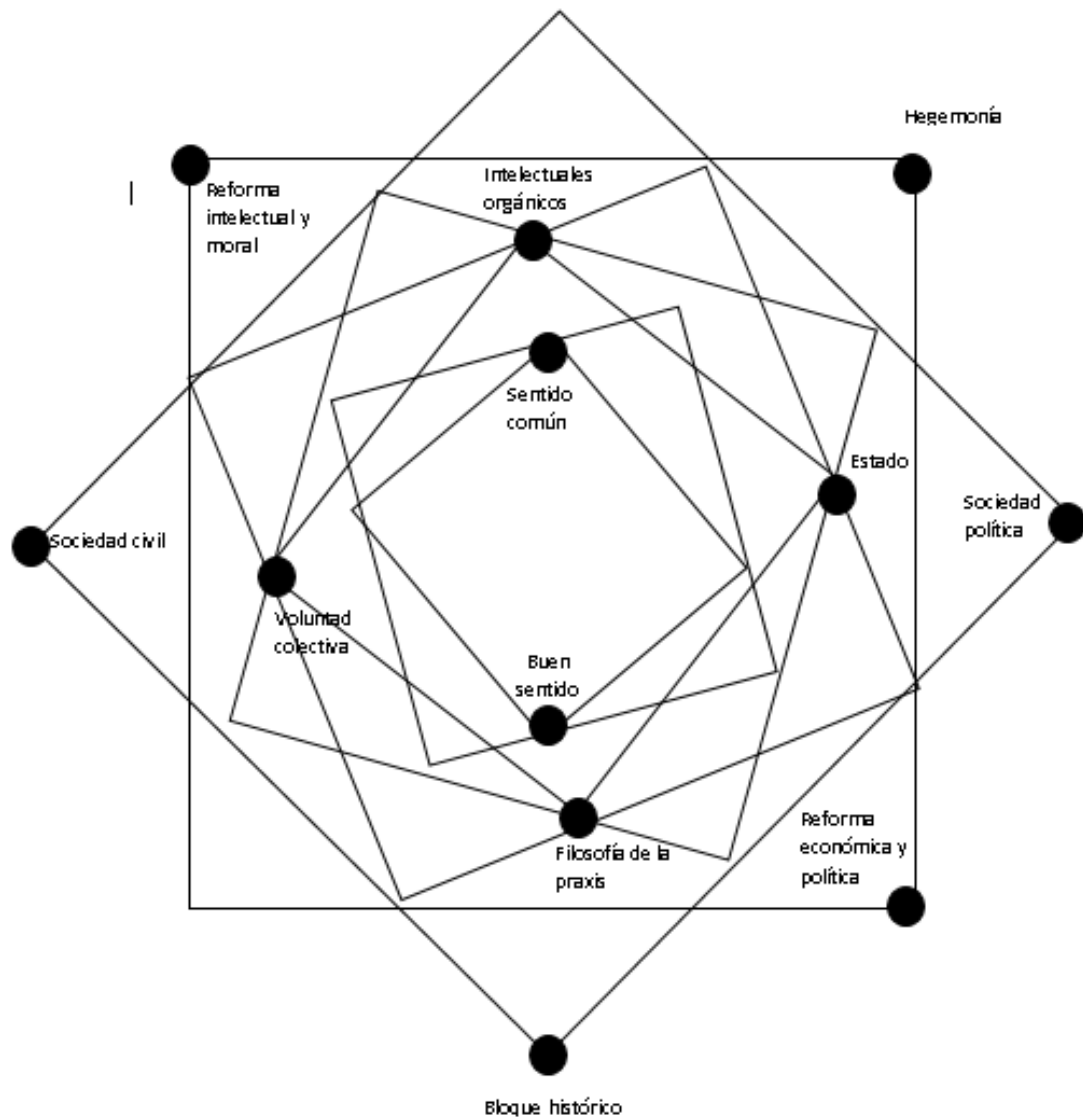 Hegemonía
Reforma
intelectual y
moral
Intelectuales
orgánicos
Sentido
común
Estado
Sociedad
política
Sociedad civil
Voluntad
colectiva
Buen
sentido
Reforma
económica y
política
Filosofía de la
praxis
Bloque histórico